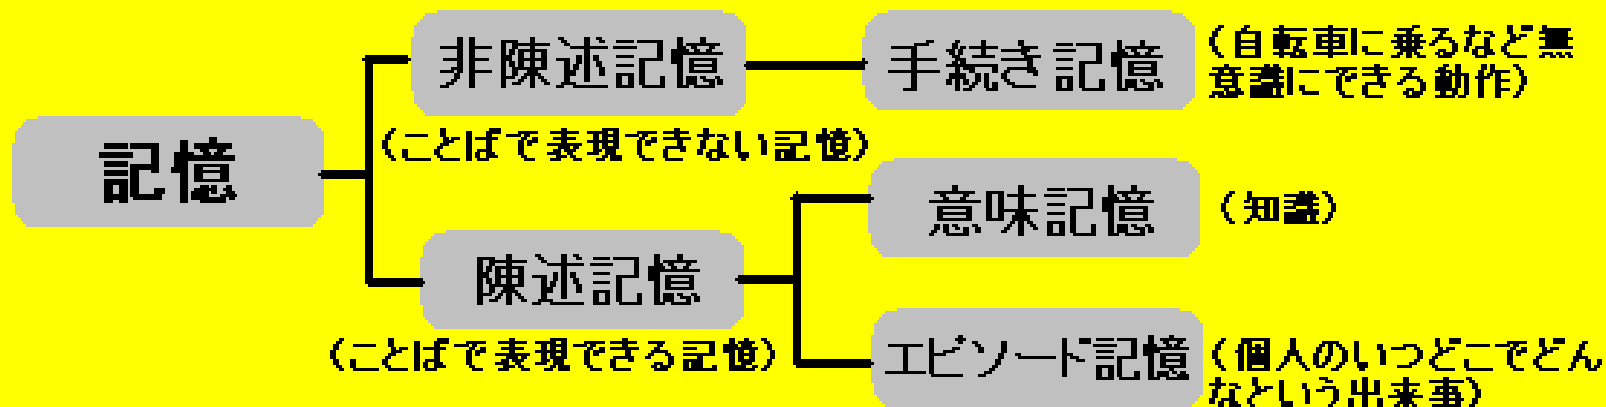 非陳述記憶
手続き記憶
(自転車に乗るなど無
意識にできる動作)
(ことばで表現できない記憶)
記憶
意味記憶
(知識)
陳述記憶
(ことばで表現できる記憶)
エピソード記憶
(個人のいつどこでどん
なという出来事)